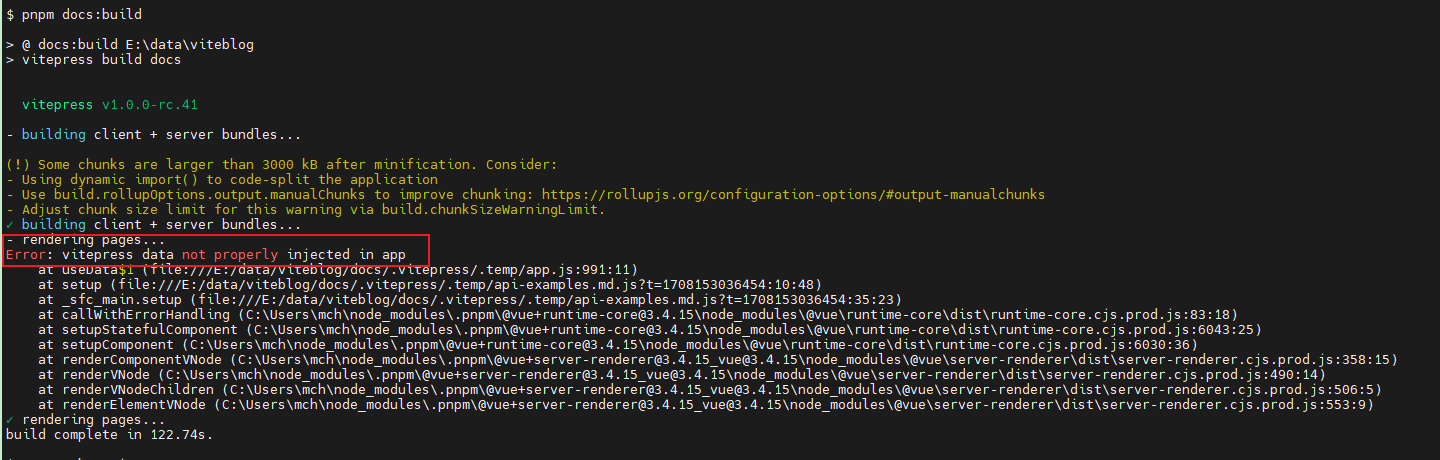 $ pnpm docs:build
> @ docs:build E:\data\viteblog
> vitepress build docs
vitepress v1.0.0-rc.41
- building client + server bundles...
(!) Some chunks are larger than 3000 kB after minification. Consider:
- Using dynamic import() to code-split the application
- Use build.rollupOptions.output.manualChunks to improve chunking: https://rollupjs.org/configuration-options/#output-manualchunks
- Adjust chunk size limit for this warning via build.chunkSizeWarningLimit.
✓ building client + server bundles...
- rendering pages...
Error: vitepress data not properly injected in app
at useData$1 (file:///E:/data/viteblog/docs/.vitepress/.temp/app.js:991:11)
at setup (file:///E:/data/viteblog/docs/.vitepress/.temp/api-examples.md.js?t=1708153036454:10:48)
at _sfc_main.setup (file:///E:/data/viteblog/docs/.vitepress/.temp/api-examples.md.js?t=1708153036454:35:23)
at callWithErrorHandling (C:\Users\mch\node_modules\.pnpm\@vue+runtime-core@3.4.15\node_modules\@vue\runtime-core\dist\runtime-core.cjs.prod.js:83:18)
at setupStatefulComponent (C:\Users\mch\node_modules\.pnpm\@vue+runtime-core@3.4.15\node_modules\@vue\runtime-core\dist\runtime-core.cjs.prod.js:6043:25)
at setupComponent (C:\Users\mch\node_modules\.pnpm\@vue+runtime-core@3.4.15\node_modules\@vue\runtime-core\dist\runtime-core.cjs.prod.js:6030:36)
at renderComponentVNode (C:\Users\mch\node_modules\.pnpm\@vue+server-renderer@3.4.15_vue@3.4.15\node_modules\@vue\server-renderer\dist\server-renderer.cjs.prod.js:358:15)
at renderVNode (C:\Users\mch\node_modules\.pnpm\@vue+server-renderer@3.4.15_vue@3.4.15\node_modules\@vue\server-renderer\dist\server-renderer.cjs.prod.js:490:14)
at renderVNodeChildren (C:\Users\mch\node_modules\.pnpm\@vue+server-renderer@3.4.15_vue@3.4.15\node_modules\@vue\server-renderer\dist\server-renderer.cjs.prod.js:506:5)
at renderElementVNode (C:\Users\mch\node_modules\.pnpm\@vue+server-renderer@3.4.15_vue@3.4.15\node_modules\@vue\server-renderer\dist\server-renderer.cjs.prod.js:553:9)
✓ rendering pages...
build complete in 122.74s.